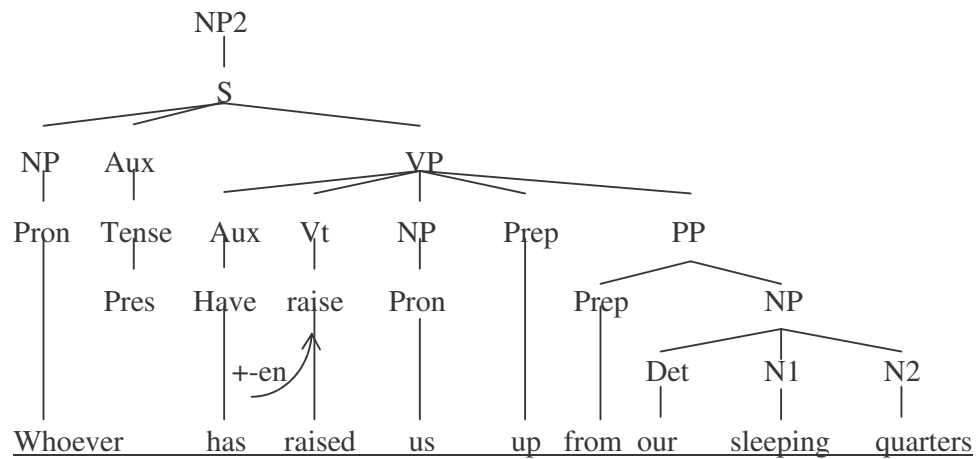 NP2
S
NP Aux VP
Pron Tense Aux Vt NP Prep PP
Pres Have raise Pron Prep NP
+-en Det N1 N2
Whoever has raised us up from our sleeping quarters